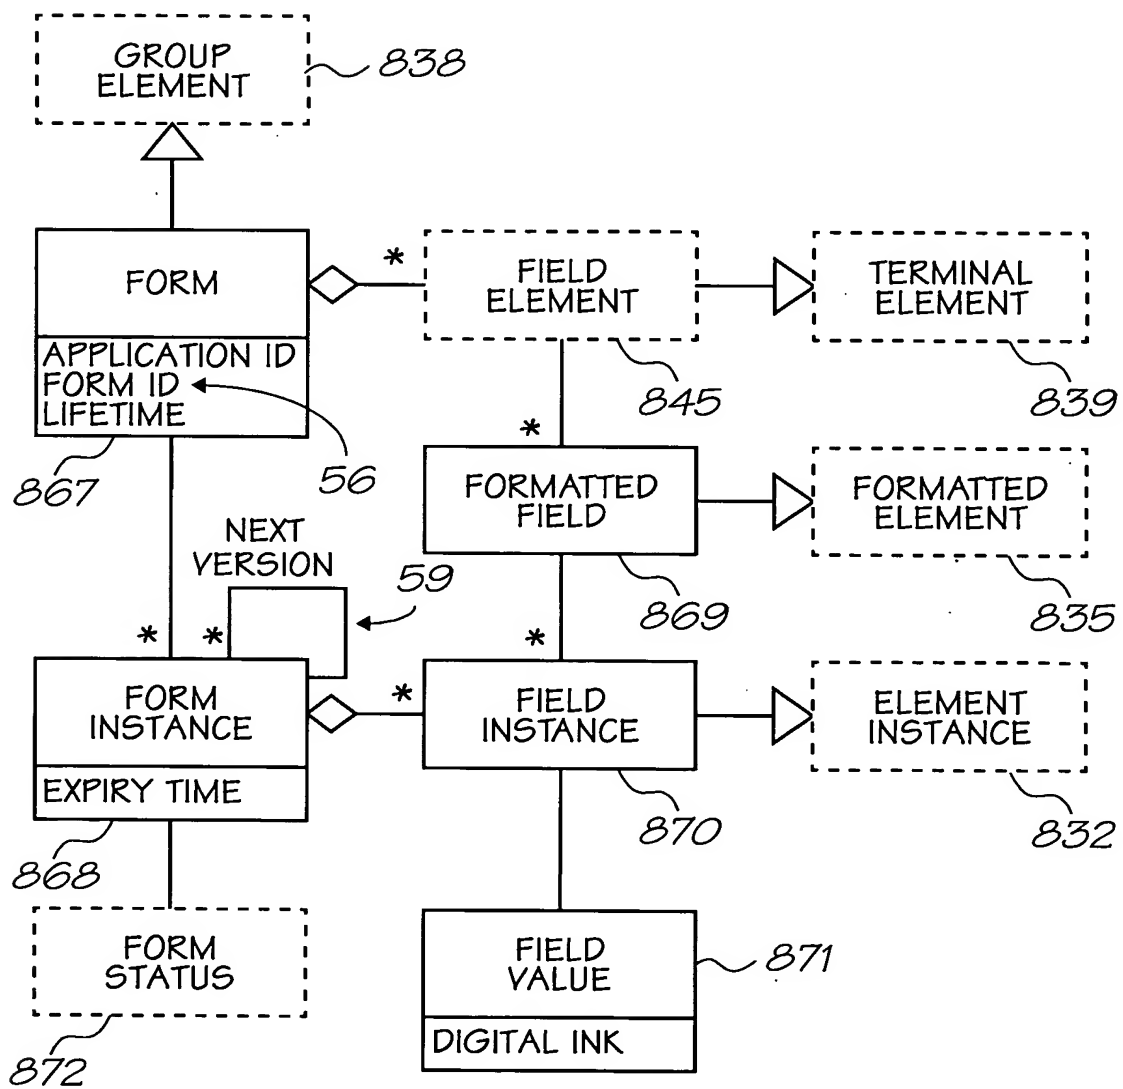 GROUP
ELEMENT
838
FORM
*
FIELD
ELEMENT
TERMINAL
ELEMENT
APPLICATION ID
FORM ID
LIFETIME
845
839
867
56
*
FORMATTED
FIELD
FORMATTED
ELEMENT
NEXT
VERSION
59
869
835
*
*
*
FORM
INSTANCE
*
FIELD
INSTANCE
ELEMENT
INSTANCE
EXPIRY TIME
870
832
868
FORM
STATUS
FIELD
VALUE
871
DIGITAL INK
872